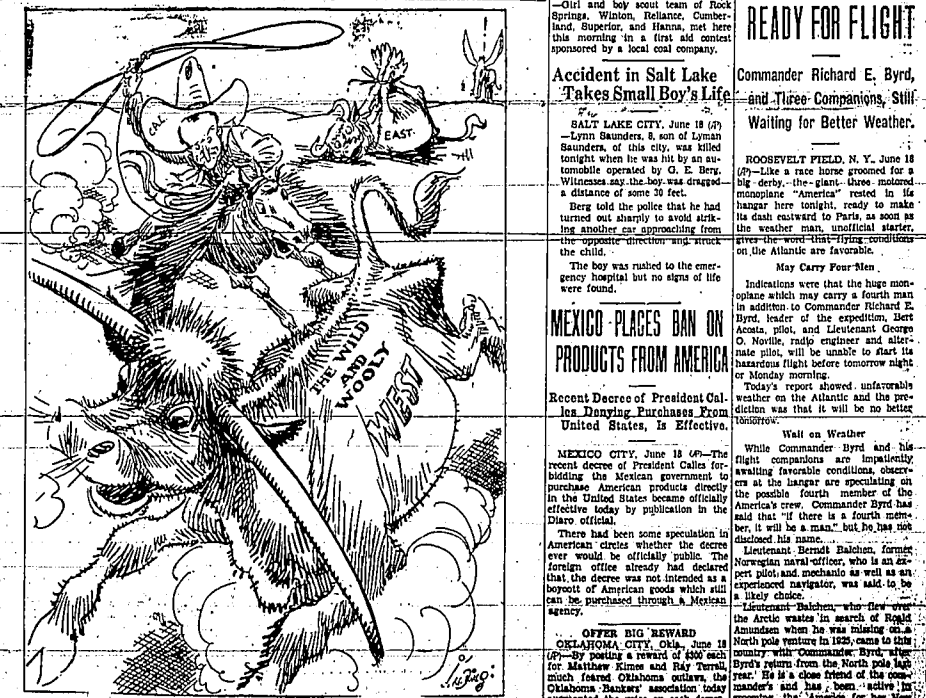 CAL
EAST.
THE WILD
AND
WOOLY
WEST
—Girl and boy scout team of Rock
Springs, Winton, Reliance, Cumber-
land, Superior, and Hanna, met here
this morning in a first aid contest
sponsored by a local coal company.
Accident in Salt Lake
Takes Small Boy's Life
SALT LAKE CITY, June 18 (AP)
—Lynn Saunders, 8, son of Lyman
Saunders, of this city, was killed
tonight when he was hit by an au-
tomobile operated by G. E. Berg.
Witnesses say the boy was dragged
a distance of some 30 feet.
Berg told the police that he had
turned out sharply to avoid strik-
ing another car approaching from
the opposite direction and struck
the child.
The boy was rushed to the emer-
gency hospital but no signs of life
were found.
MEXICO PLACES BAN ON
PRODUCTS FROM AMERICA
Recent Decree of President Cal-
les Denying Purchases From
United States, Is Effective.
MEXICO CITY, June 18 (AP)—The
recent decree of President Calles for-
bidding the Mexican government to
purchase American products directly
in the United States became officially
effective today by publication in the
Diaro official.
There had been some speculation in
American circles whether the decree
ever would be officially public. The
foreign office already had declared
that the decree was not intended as a
boycott of American goods which still
can be purchased through a Mexican
agency.
OFFER BIG REWARD
OKLAHOMA CITY, Okla., June 18
(AP)—By posting a reward of $300 each
for Matthew Kimes and Ray Terrell,
much feared Oklahoma outlaws, the
Oklahoma Bankers' association today
READY FOR FLIGHT
Commander Richard E. Byrd,
and Three Companions, Still
Waiting for Better Weather.
ROOSEVELT FIELD, N. Y., June 18
(AP)—Like a race horse groomed for a
big derby, the giant three motored
monoplane "America" rested in its
hangar here tonight, ready to make
its dash eastward to Paris, as soon as
the weather man, unofficial starter,
gives the word that flying conditions
on the Atlantic are favorable.
May Carry Four Men
Indications were that the huge mon-
oplane which may carry a fourth man
in addition to Commander Richard E.
Byrd, leader of the expedition, Bert
Acosta, pilot, and Lieutenant George
O. Noville, radio engineer and alter-
nate pilot, will be unable to start its
hazardous flight before tomorrow night
or Monday morning.
Today's report showed unfavorable
weather on the Atlantic and the pre-
diction was that it will be no better
tomorrow.
Wait on Weather
While Commander Byrd and his
flight companions are impatiently
awaiting favorable conditions, observ-
ers at the hangar are speculating on
the possible fourth member of the
America's crew. Commander Byrd has
said that "if there is a fourth mem-
ber, it will be a man," but he has not
disclosed his name.
Lieutenant Berndt Balchen, former
Norwegian naval officer, who is an ex-
pert pilot and mechanic as well as an
experienced navigator, was said to be
a likely choice.
Lieutenant Balchen, who flew over
the Arctic wastes in search of Roald
Amundsen when he was missing on a
North pole venture in 1925, came to this
country with Commander Byrd, after
Byrd's return from the North pole last
year. He is a close friend of the com-
mander's and has been active in